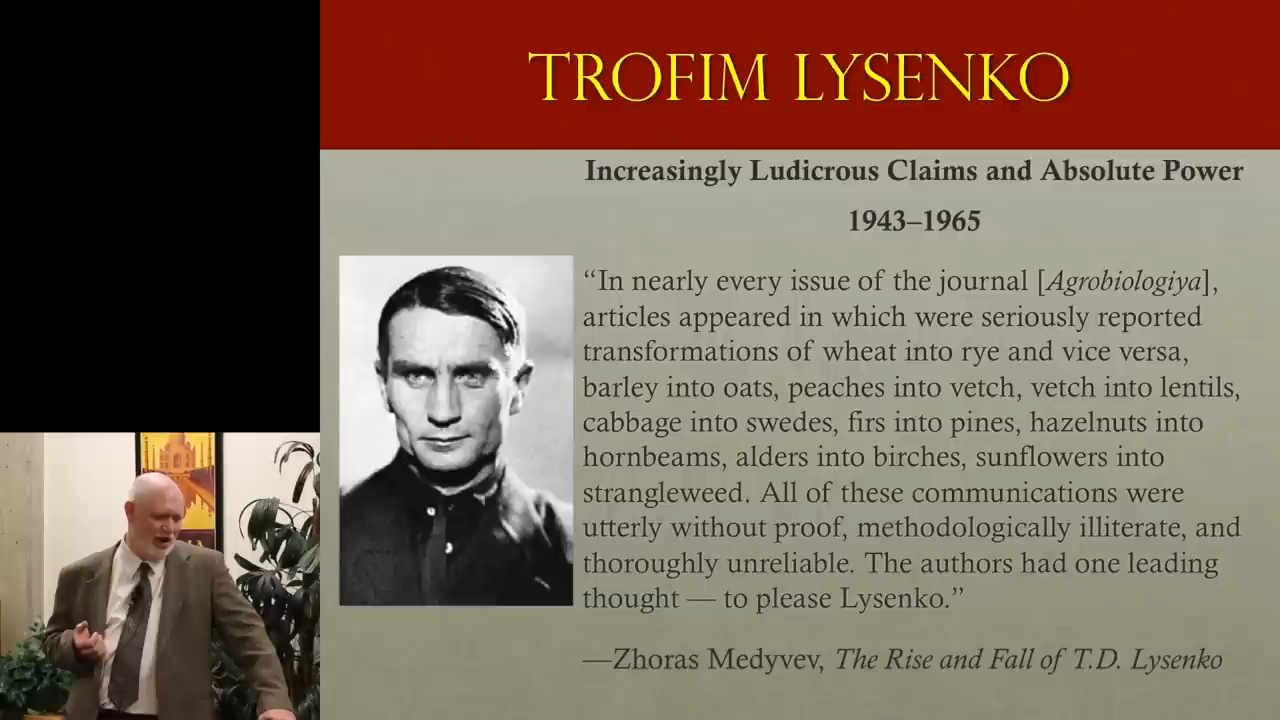 TROFIM LYSENKO
Increasingly Ludicrous Claims and Absolute Power
1943–1965
“In nearly every issue of the journal [Agrobiologiya],
articles appeared in which were seriously reported
transformations of wheat into rye and vice versa,
barley into oats, peaches into vetch, vetch into lentils,
cabbage into swedes, firs into pines, hazelnuts into
hornbeams, alders into birches, sunflowers into
strangleweed. All of these communications were
utterly without proof, methodologically illiterate, and
thoroughly unreliable. The authors had one leading
thought — to please Lysenko.”
—Zhoras Medyvev, The Rise and Fall of T.D. Lysenko